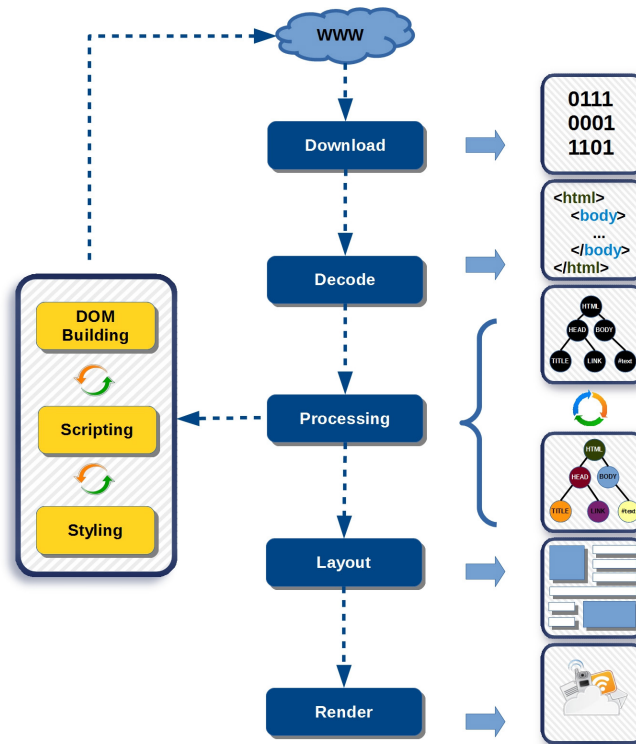 WWW
Download
0111
0001
1101
Decode
<html>
<body>
...
</body>
</html>
DOM
Building
Scripting
Styling
Processing
HTML
HEAD
BODY
TITLE
LINK
#text
HTML
HEAD
BODY
TITLE
LINK
#text
Layout
Render